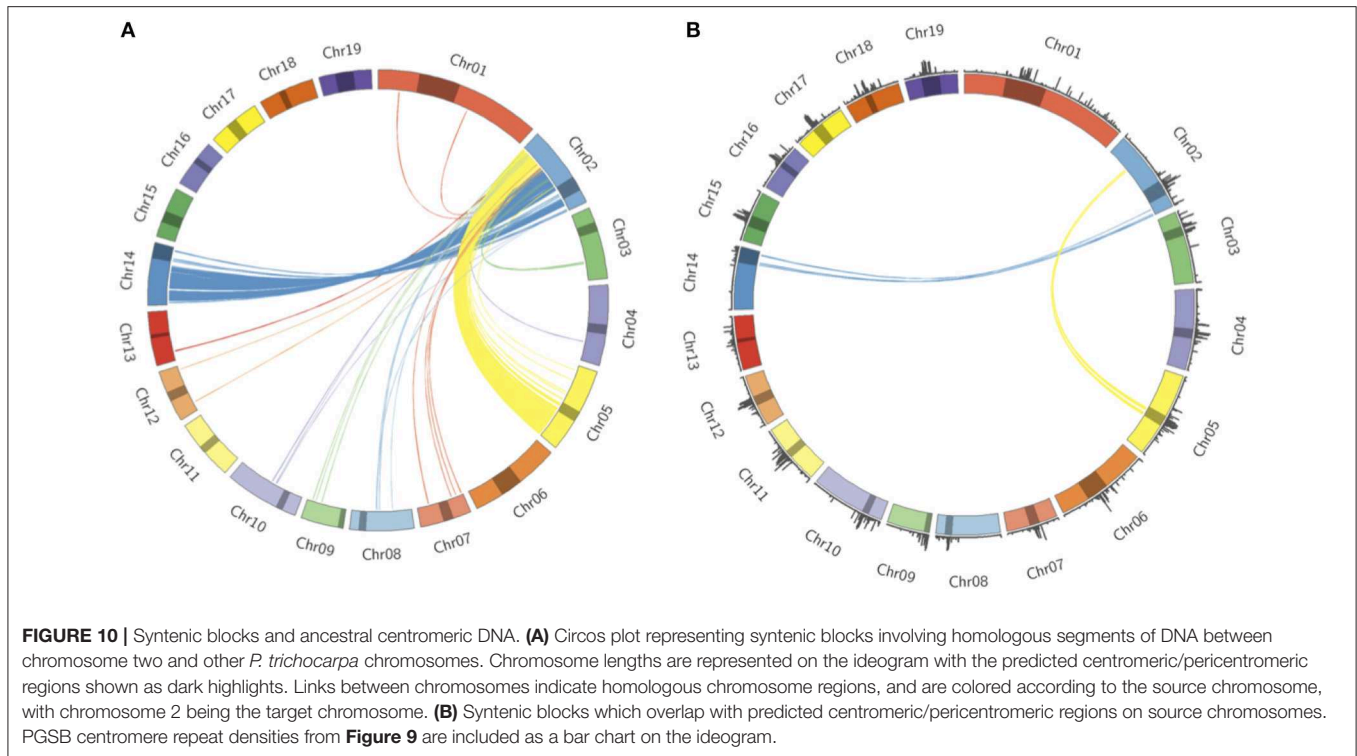 A
Chr01
Chr02
Chr03
Chr04
Chr05
Chr06
Chr07
Chr08
Chr09
Chr10
Chr11
Chr12
Chr13
Chr14
Chr15
Chr16
Chr17
Chr18
Chr19
B
Chr01
Chr02
Chr03
Chr04
Chr05
Chr06
Chr07
Chr08
Chr09
Chr10
Chr11
Chr12
Chr13
Chr14
Chr15
Chr16
Chr17
Chr18
Chr19
FIGURE 10 | Syntenic blocks and ancestral centromeric DNA. (A) Circos plot representing syntenic blocks involving homologous segments of DNA between
chromosome two and other P. trichocarpa chromosomes. Chromosome lengths are represented on the ideogram with the predicted centromeric/pericentromeric
regions shown as dark highlights. Links between chromosomes indicate homologous chromosome regions, and are colored according to the source chromosome,
with chromosome 2 being the target chromosome. (B) Syntenic blocks which overlap with predicted centromeric/pericentromeric regions on source chromosomes.
PGSB centromere repeat densities from Figure 9 are included as a bar chart on the ideogram.